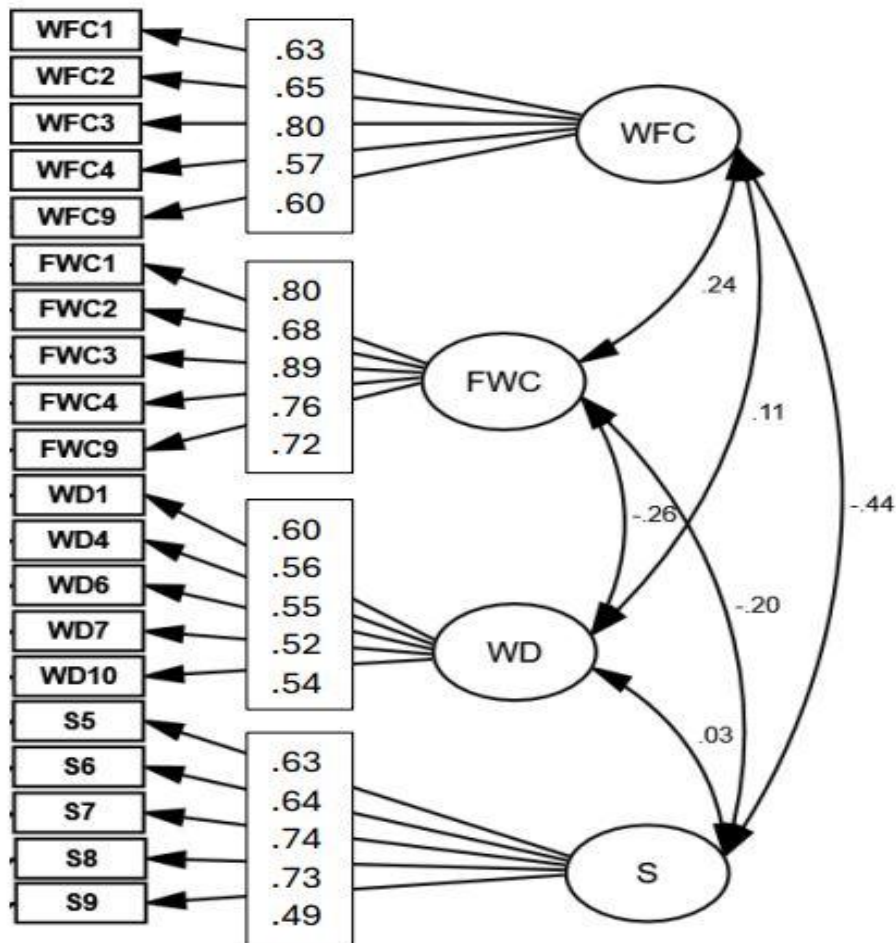 WFC1
WFC2
WFC3
WFC4
WFC9
.63
.65
.80
.57
.60
WFC
FWC1
FWC2
FWC3
FWC4
FWC9
.80
.68
.89
.76
.72
FWC
WD1
WD4
WD6
WD7
WD10
.60
.56
.55
.52
.54
WD
S5
S6
S7
S8
S9
.63
.64
.74
.73
.49
S
.24
.11
-.44
-.26
-.20
.03